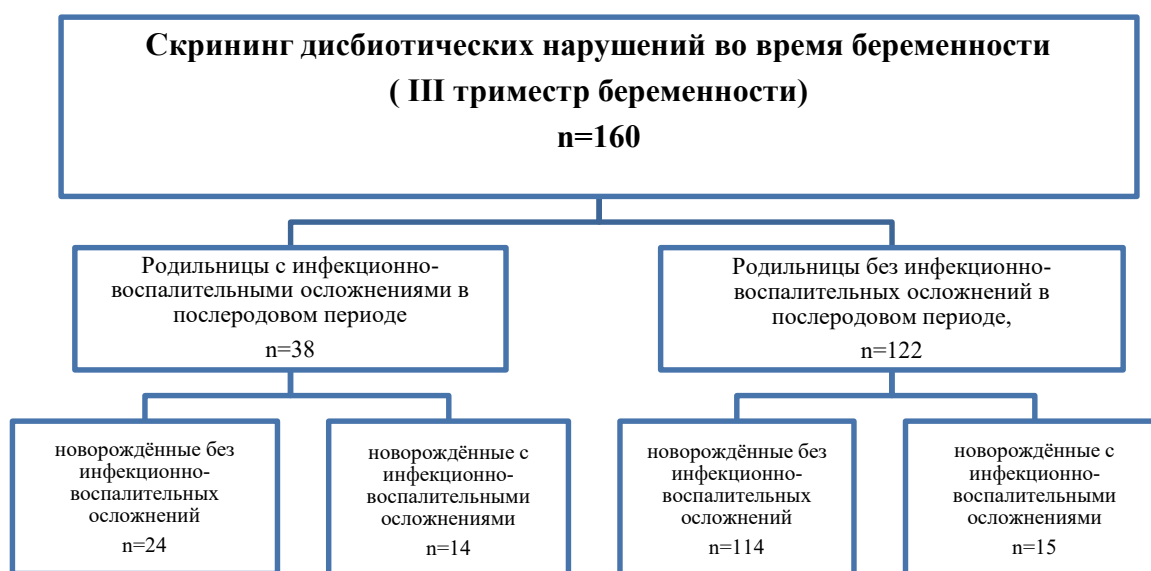 Скрининг дисбиотических нарушений во время беременности
( III триместр беременности)
n=160
Родильницы с инфекционно-
воспалительными осложнениями в
послеродовом периоде
n=38
Родильницы без инфекционно-
воспалительных осложнений в
послеродовом периоде,
n=122
новорождённые без
инфекционно-
воспалительных
осложнений
n=24
новорождённые с
инфекционно-
воспалительными
осложнениями
n=14
новорождённые без
инфекционно-
воспалительных
осложнений
n=114
новорождённые с
инфекционно-
воспалительными
осложнениями
n=15